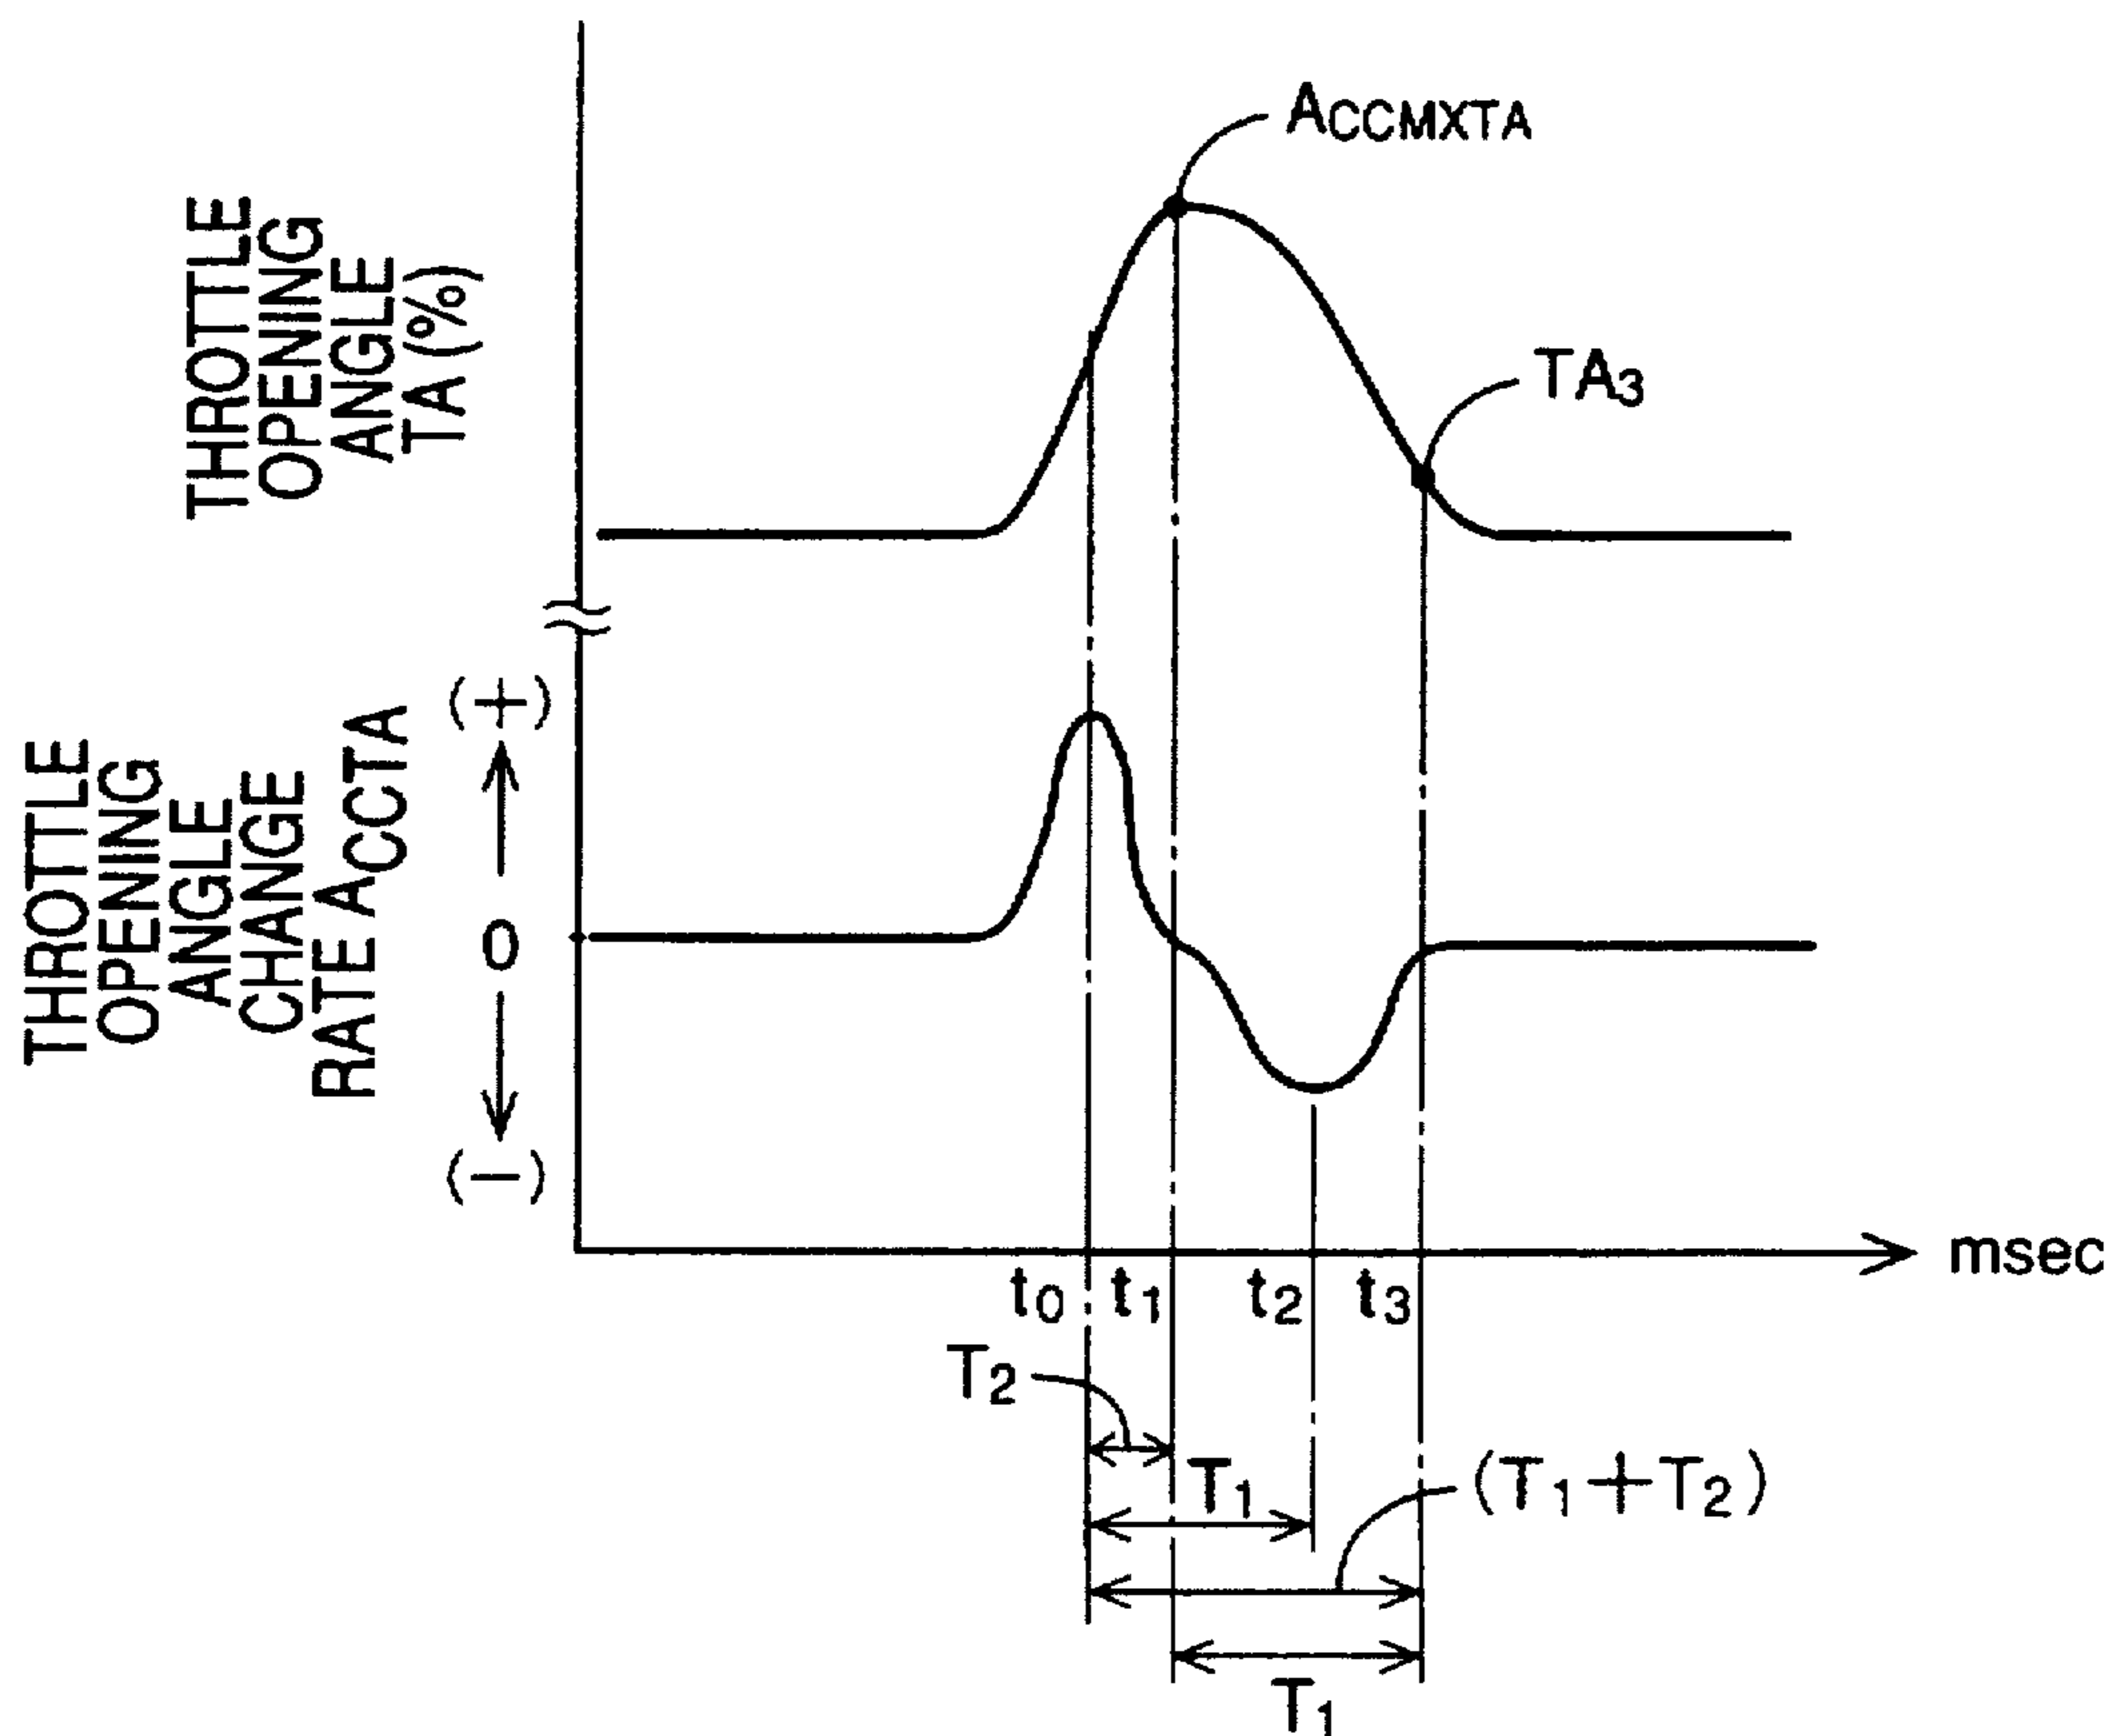 THROTTLE
OPENING
ANGLE
TA (%)
ACCMXTA
TA3
THROTTLE
OPENING
ANGLE
CHANGE
RATE ACCTA
(+)
0
(-)
msec
t0 t1 t2 t3
T2
T1
(T1+T2)
T1